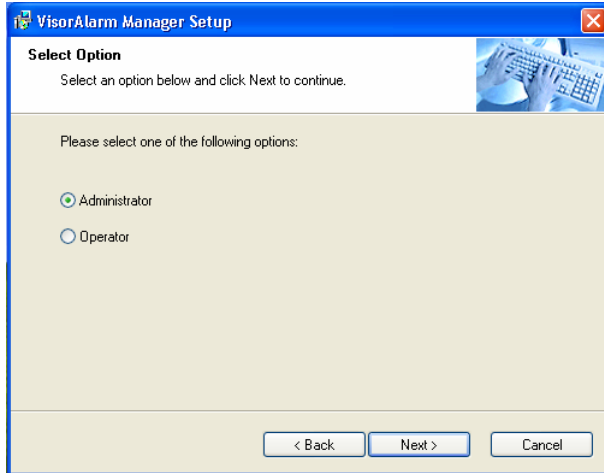 VisorAlarm Manager Setup
Select Option
Select an option below and click Next to continue.
Please select one of the following options:
Administrator
Operator
< Back
Next >
Cancel